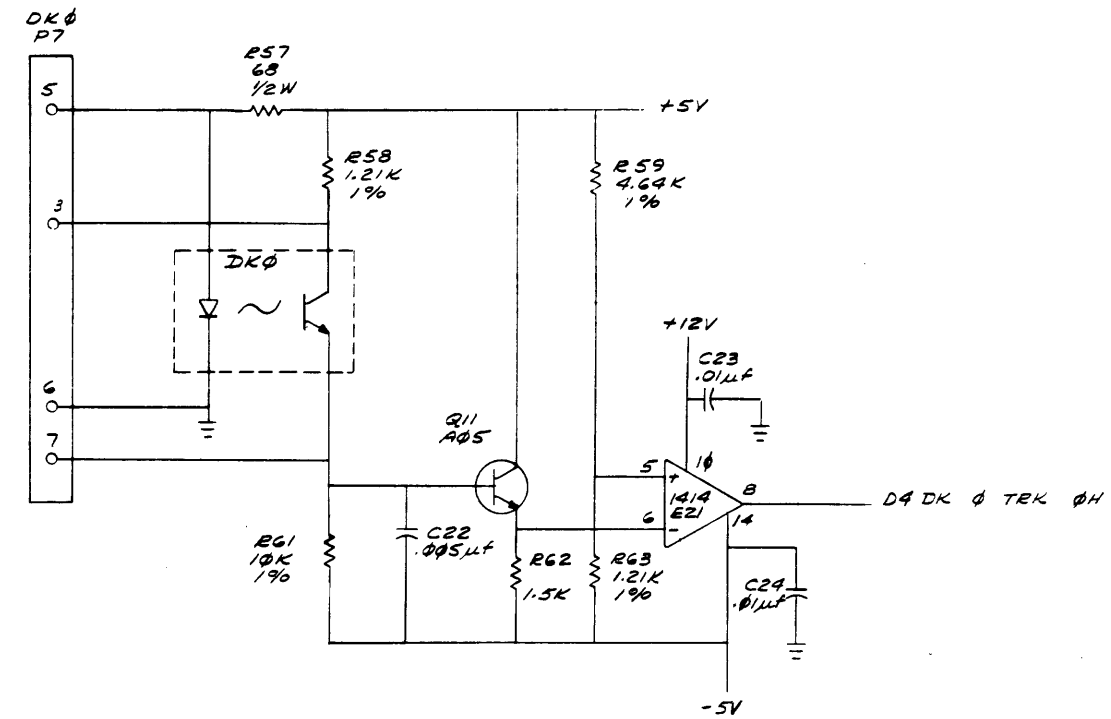 DKØ
P7
5
R57
68
1/2W
+5V
R58
1.21K
1%
R59
4.64K
1%
3
DKØ
+12V
C23
.01µf
6
7
Q11
AØ5
1Ø
5
+
1414
E21
8
D4 DK Ø TRK ØH
6
-
14
R61
1ØK
1%
C22
.ØØ5µf
R62
1.5K
R63
1.21K
1%
C24
.Ø1µf
-5V